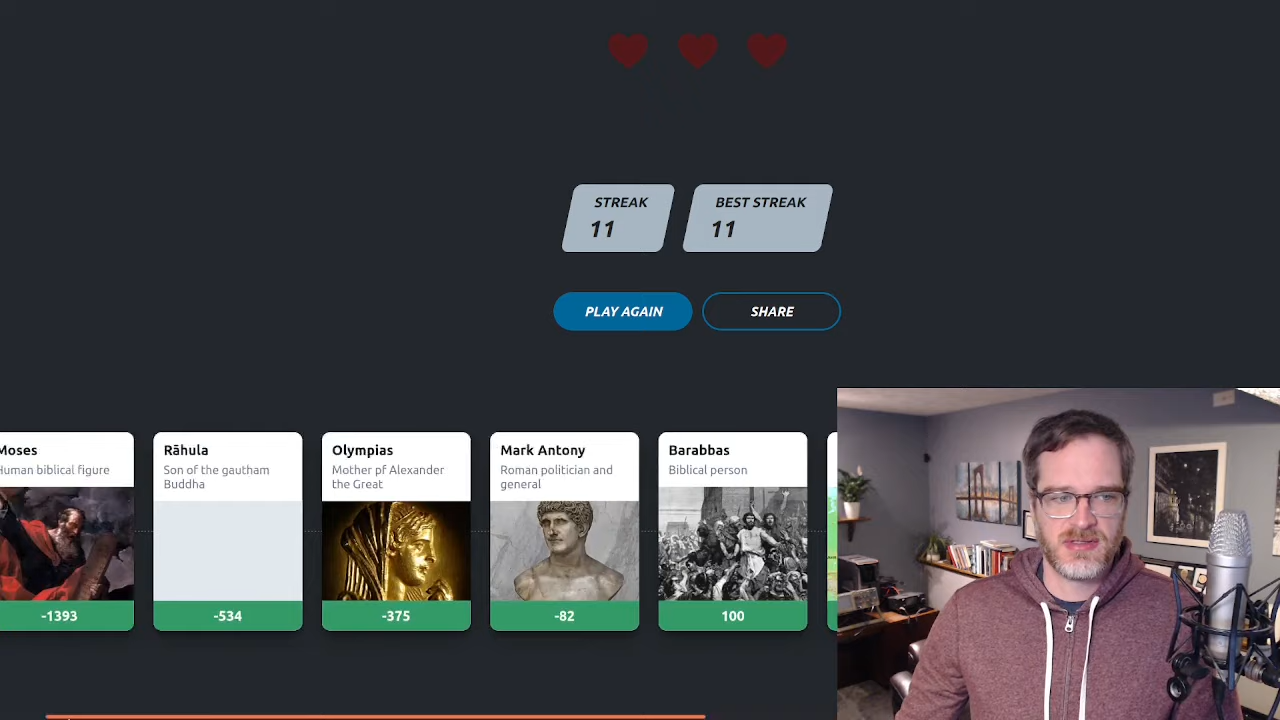 STREAK
11
BEST STREAK
11
PLAY AGAIN
SHARE
Moses
Human biblical figure
-1393
Rāhula
Son of the gautham
Buddha
-534
Olympias
Mother pf Alexander
the Great
-375
Mark Antony
Roman politician and
general
-82
Barabbas
Biblical person
100